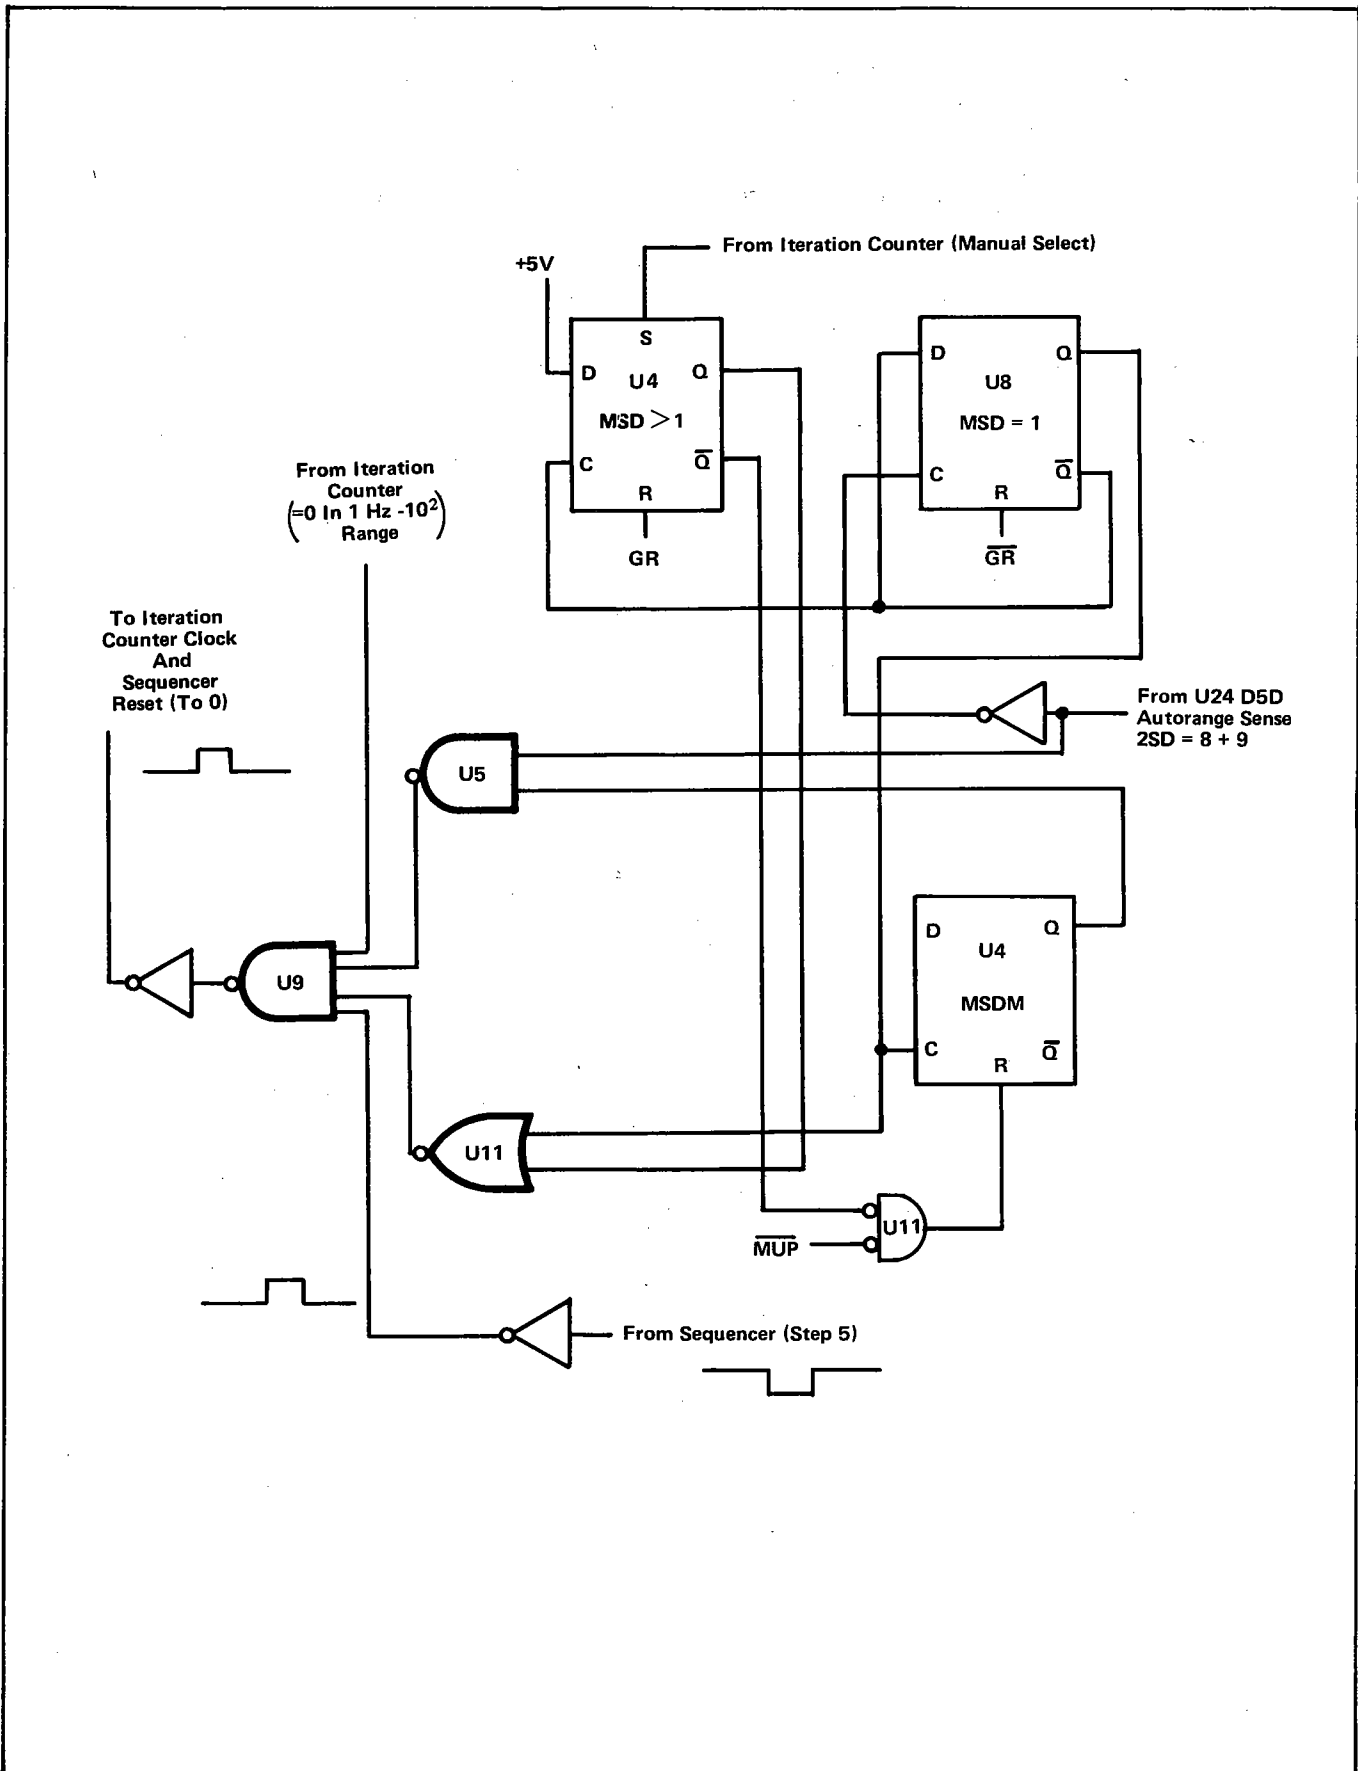 From Iteration Counter (Manual Select)
+5V
S
D
U4
Q
MSD > 1
C
Q̅
R
GR
D
Q
U8
MSD = 1
C
Q̅
R
G̅R̅
From Iteration
Counter
(=0 In 1 Hz -10²)
Range
To Iteration
Counter Clock
And
Sequencer
Reset (To 0)
From U24 D5D
Autorange Sense
2SD = 8 + 9
U5
D
Q
U4
MSDM
C
Q̅
R
U9
U11
U11
M̅U̅P̅
From Sequencer (Step 5)